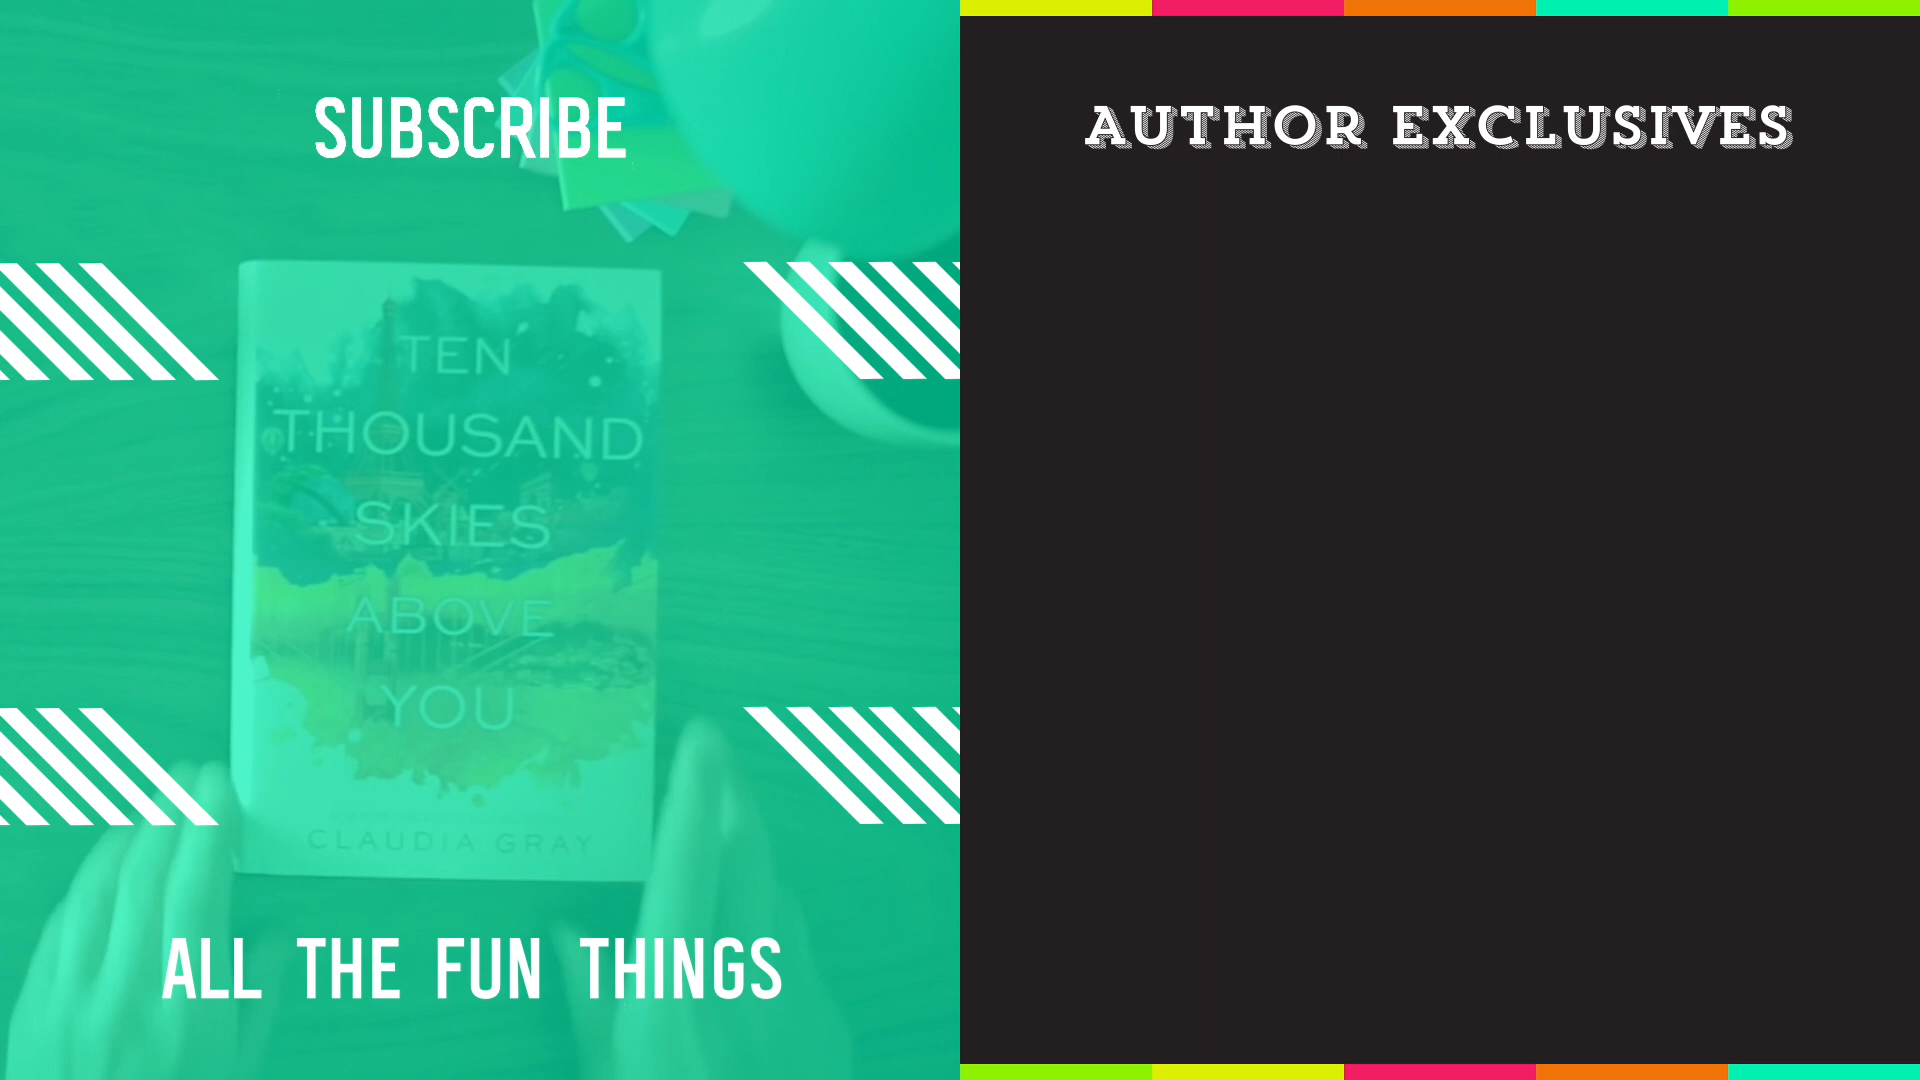 SUBSCRIBE
TEN
THOUSAND
SKIES
ABOVE
YOU
CLAUDIA GRAY
ALL THE FUN THINGS
AUTHOR EXCLUSIVES